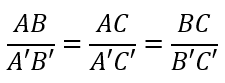 AB/A′B′ = AC/A′C′ = BC/B′C′